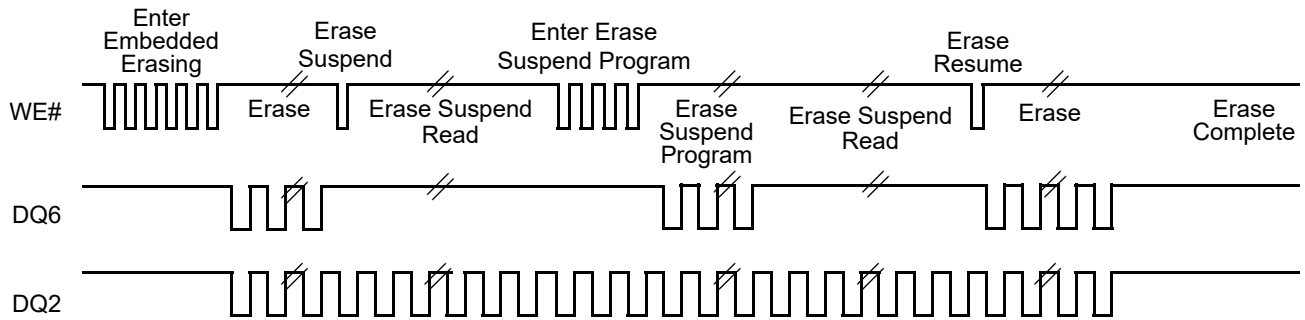 Enter
Embedded
Erasing
Erase
Suspend
Enter Erase
Suspend Program
Erase
Resume
WE#
Erase
Erase Suspend
Read
Erase
Suspend
Program
Erase Suspend
Read
Erase
Erase
Complete
DQ6
DQ2